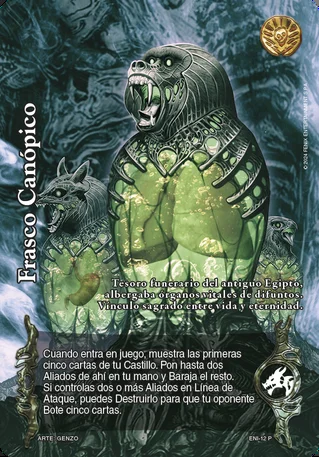 Frasco Canópico
Tesoro funerario del antiguo Egipto,
albergaba órganos vitales de difuntos.
Vínculo sagrado entre vida y eternidad.
Cuando entra en juego, muestra las primeras
cinco cartas de tu Castillo. Pon hasta dos
Aliados de ahí en tu mano y Baraja el resto.
Si controlas dos o más Aliados en Línea de
Ataque, puedes Destruirlo para que tu oponente
Bote cinco cartas.
ARTE: GENZO
ENI-12 P